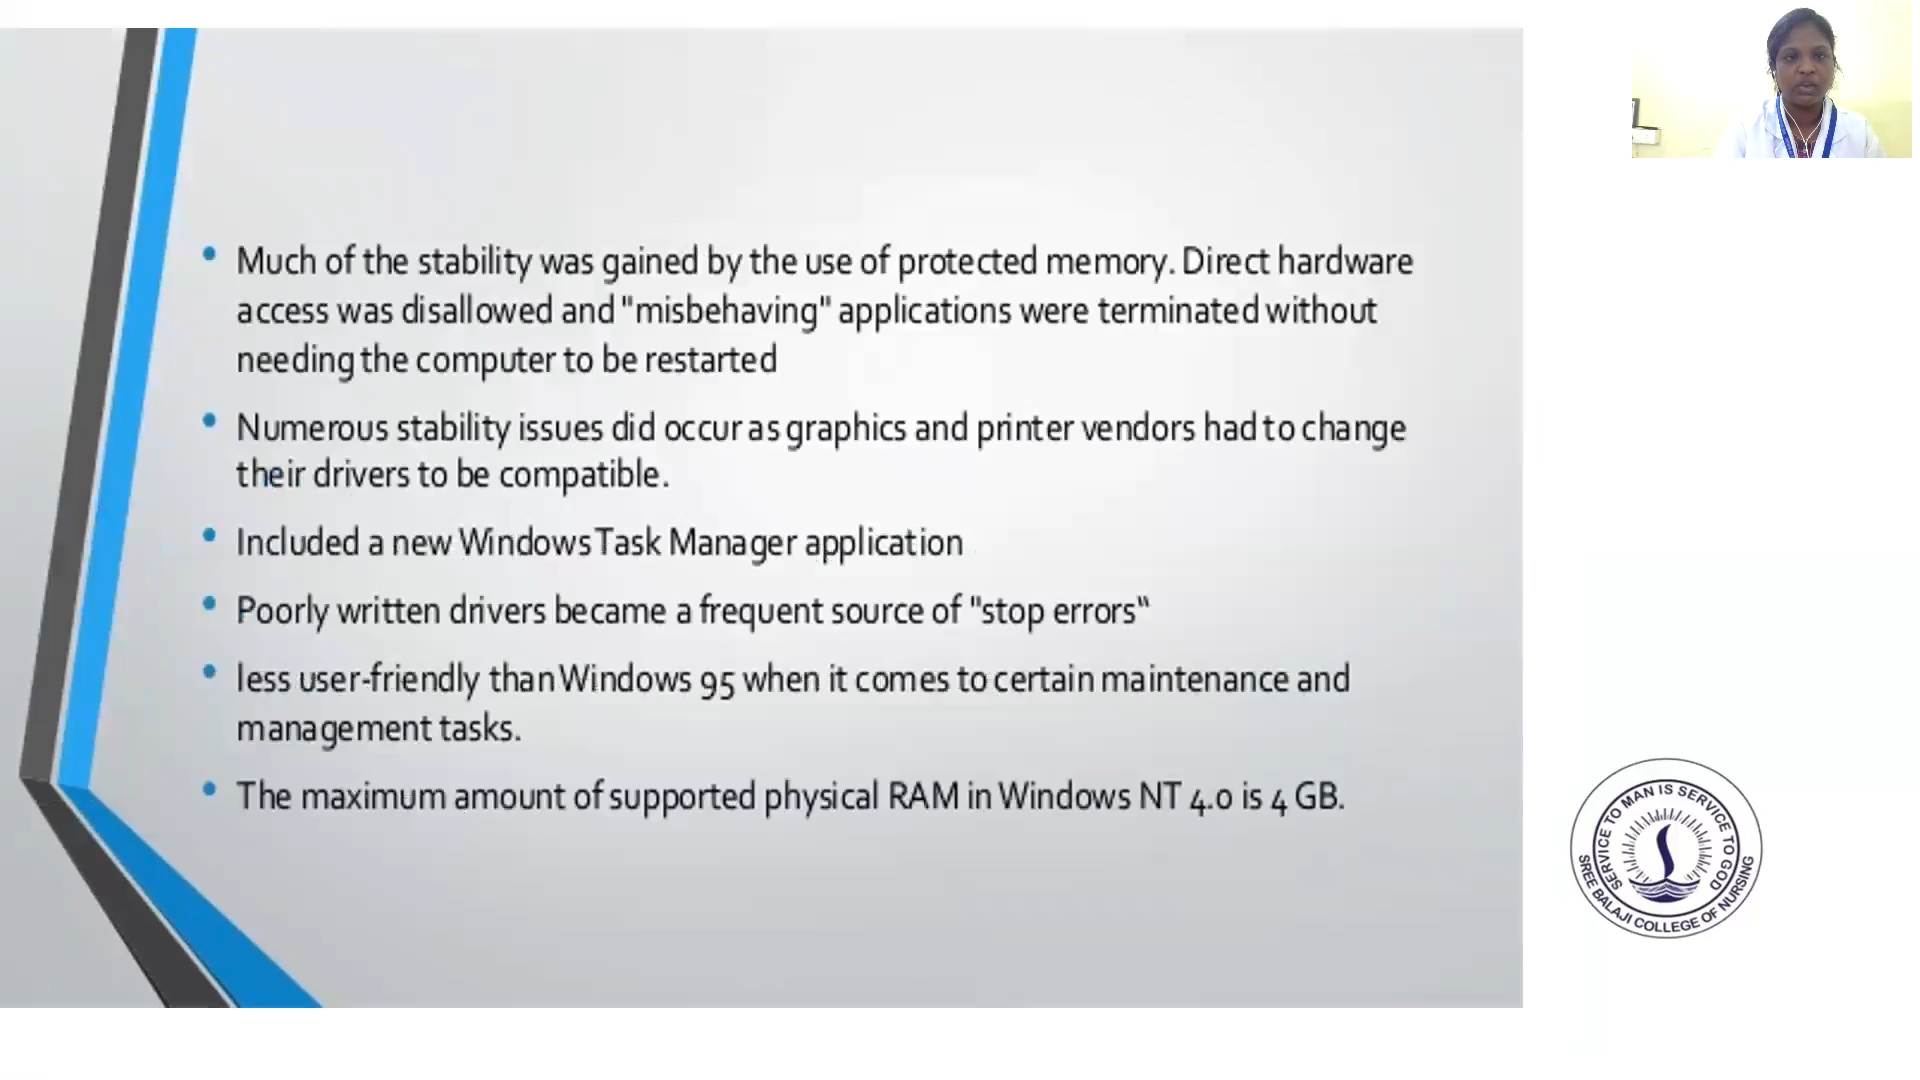 Much of the stability was gained by the use of protected memory. Direct hardware
access was disallowed and "misbehaving" applications were terminated without
needing the computer to be restarted
Numerous stability issues did occur as graphics and printer vendors had to change
their drivers to be compatible.
Included a new Windows Task Manager application
Poorly written drivers became a frequent source of "stop errors“
less user-friendly than Windows 95 when it comes to certain maintenance and
management tasks.
The maximum amount of supported physical RAM in Windows NT 4.0 is 4 GB.
SERVICE TO MAN IS SERVICE TO GOD
SREE BALAJI COLLEGE OF NURSING